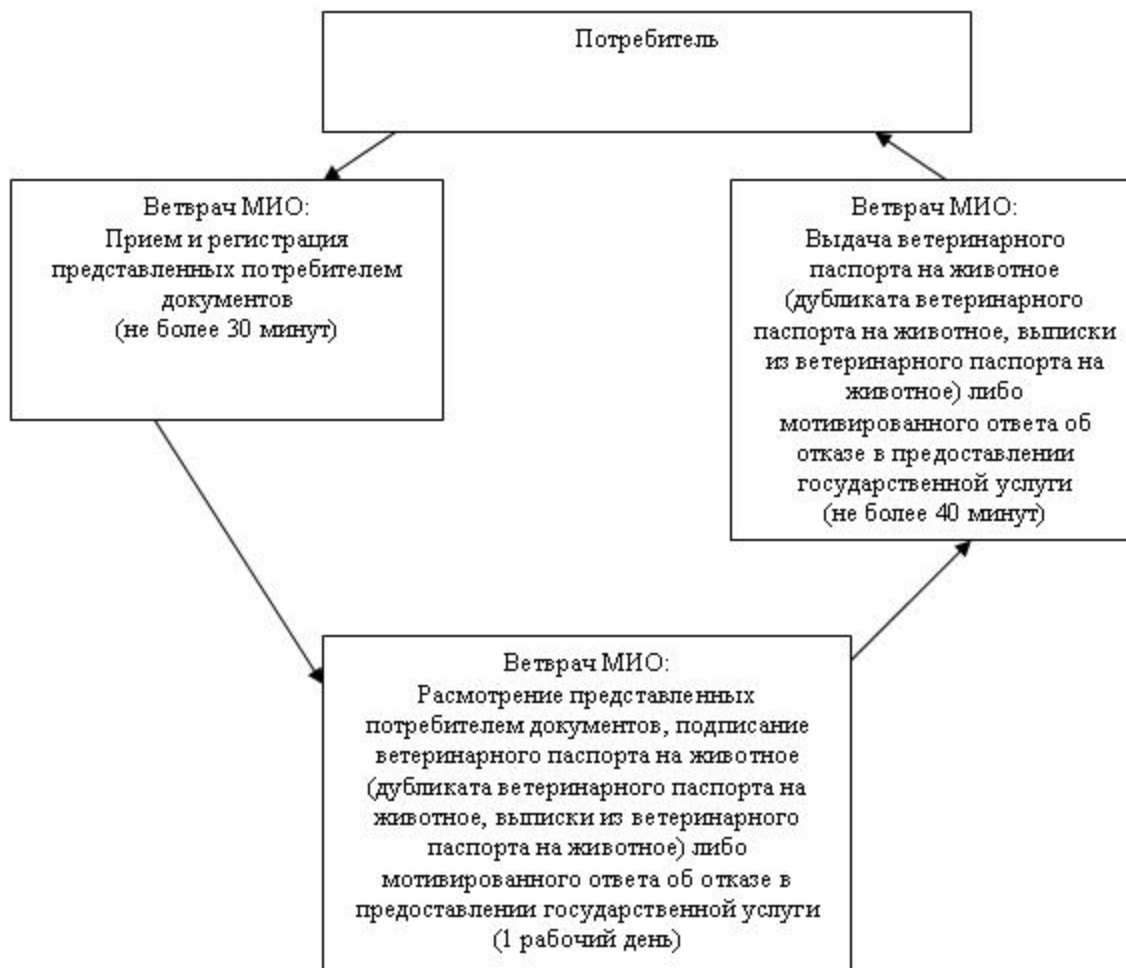 Потребитель
Ветврач МИО:
Прием и регистрация
представленных потребителем
документов
(не более 30 минут)
Ветврач МИО:
Выдача ветеринарного
паспорта на животное
(дубликата ветеринарного
паспорта на животное, выписки
из ветеринарного паспорта на
животное) либо
мотивированного ответа об
отказе в предоставлении
государственной услуги
(не более 40 минут)
Ветврач МИО:
Расмотрение представленных
потребителем документов, подписание
ветеринарного паспорта на животное
(дубликата ветеринарного паспорта на
животное, выписки из ветеринарного
паспорта на животное) либо
мотивированного ответа об отказе в
предоставлении государственной услуги
(1 рабочий день)